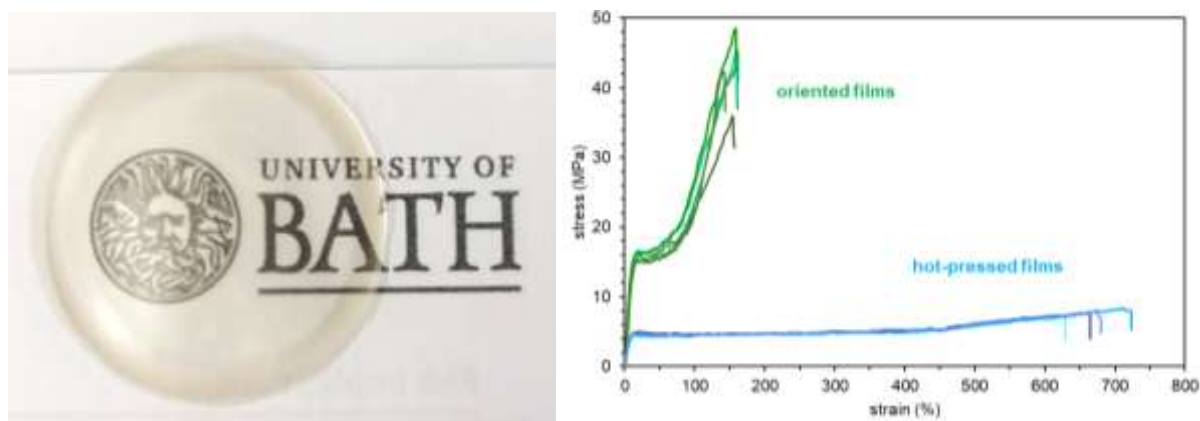 UNIVERSITY OF
BATH
50
40
30
20
10
0
stress (MPa)
oriented films
hot-pressed films
0 100 200 300 400 500 600 700 800
strain (%)